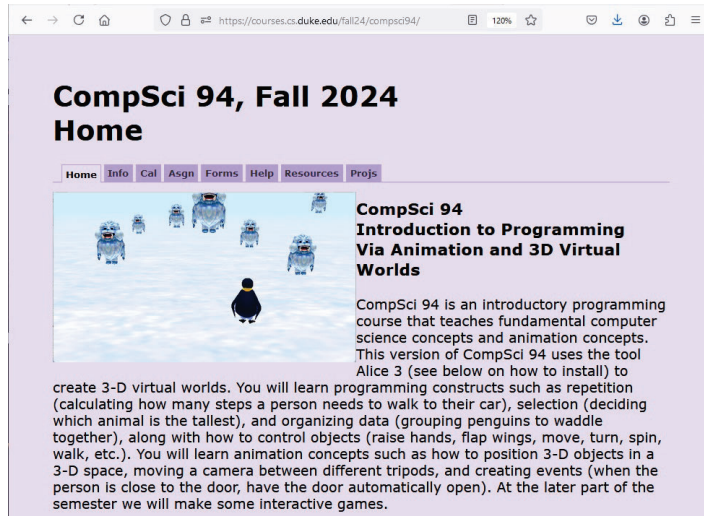 https://courses.cs.duke.edu/fall24/compsci94/
120%
CompSci 94, Fall 2024
Home
Home Info Cal Asgn Forms Help Resources Projs
CompSci 94
Introduction to Programming
Via Animation and 3D Virtual
Worlds
CompSci 94 is an introductory programming
course that teaches fundamental computer
science concepts and animation concepts.
This version of CompSci 94 uses the tool
Alice 3 (see below on how to install) to
create 3-D virtual worlds. You will learn programming constructs such as repetition
(calculating how many steps a person needs to walk to their car), selection (deciding
which animal is the tallest), and organizing data (grouping penguins to waddle
together), along with how to control objects (raise hands, flap wings, move, turn, spin,
walk, etc.). You will learn animation concepts such as how to position 3-D objects in a
3-D space, moving a camera between different tripods, and creating events (when the
person is close to the door, have the door automatically open). At the later part of the
semester we will make some interactive games.